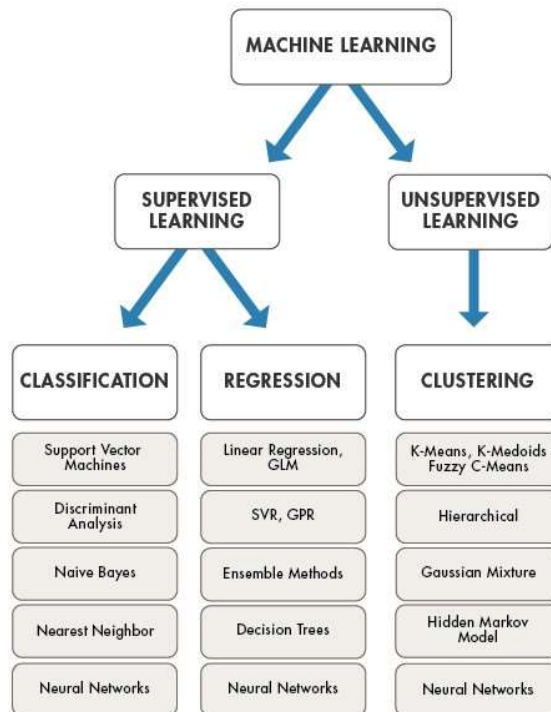 MACHINE LEARNING
SUPERVISED
LEARNING
UNSUPERVISED
LEARNING
CLASSIFICATION
REGRESSION
CLUSTERING
Support Vector
Machines
Linear Regression,
GLM
K-Means, K-Medoids
Fuzzy C-Means
Discriminant
Analysis
SVR, GPR
Hierarchical
Naive Bayes
Ensemble Methods
Gaussian Mixture
Nearest Neighbor
Decision Trees
Hidden Markov
Model
Neural Networks
Neural Networks
Neural Networks